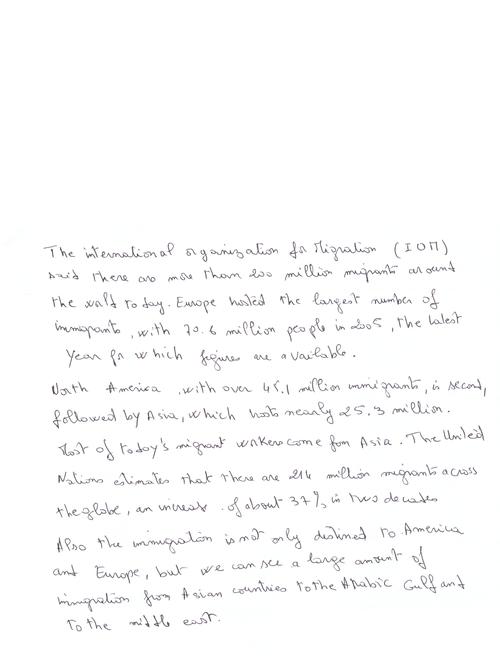 The international organization for Migration (IOM)
said there are more than 200 million migrants around
the world today. Europe hosted the largest number of
immigrants, with 70.6 million people in 2005, the latest
Year for which figures are available.
North America, with over 45.1 million immigrants, is second,
followed by Asia, which hosts nearly 25.3 million.
Most of today's migrant workers come from Asia. The United
Nations estimates that there are 214 million migrants across
the globe, an increase of about 37% in two decades
Also the immigration is not only destined to America
and Europe, but we can see a large amount of
immigration from Asian countries to the Arabic Gulf and
to the middle east.